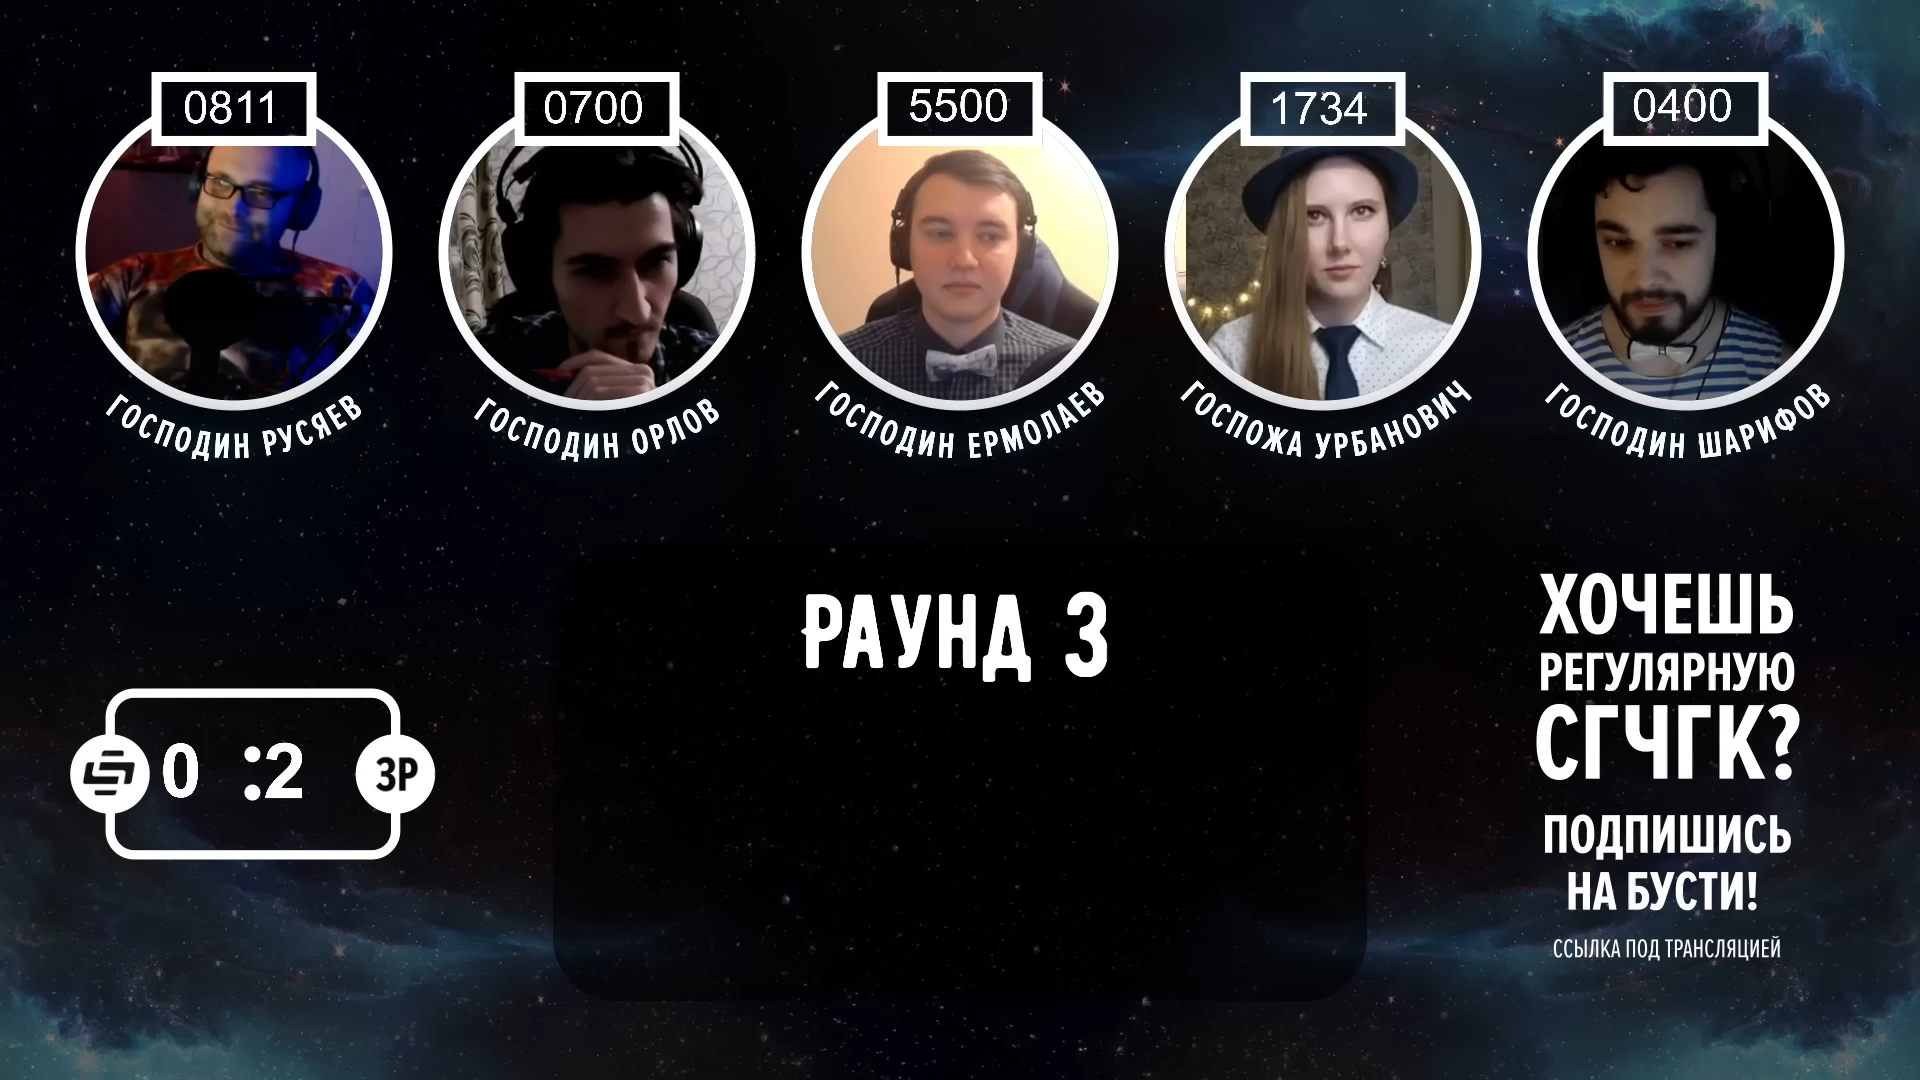 0811
0700
5500
1734
0400
ГОСПОДИН РУСЯЕВ
ГОСПОДИН ОРЛОВ
ГОСПОДИН ЕРМОЛАЕВ
ГОСПОЖА УРБАНОВИЧ
ГОСПОДИН ШАРИФОВ
РАУНД 3
0 :2
ЗР
ХОЧЕШЬ
РЕГУЛЯРНУЮ
СГЧГК?
ПОДПИШИСЬ
НА БУСТИ!
ССЫЛКА ПОД ТРАНСЛЯЦИЕЙ